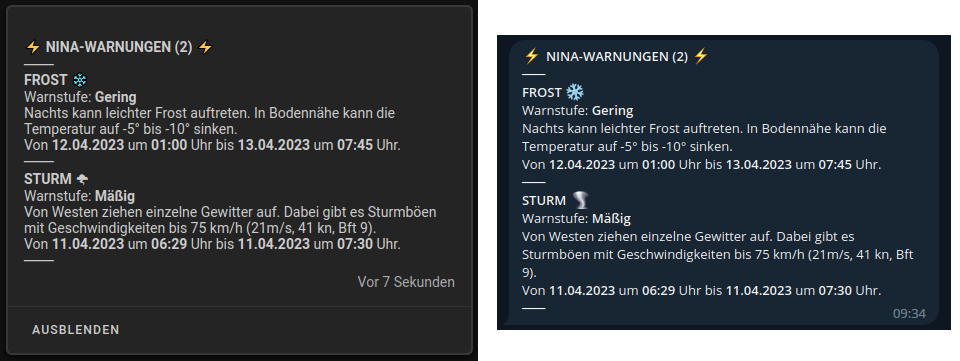 ⚡ NINA-WARNUNGEN (2) ⚡
FROST ❄️
Warnstufe: Gering
Nachts kann leichter Frost auftreten. In Bodennähe kann die
Temperatur auf -5° bis -10° sinken.
Von 12.04.2023 um 01:00 Uhr bis 13.04.2023 um 07:45 Uhr.
STURM 🌪
Warnstufe: Mäßig
Von Westen ziehen einzelne Gewitter auf. Dabei gibt es Sturmböen
mit Geschwindigkeiten bis 75 km/h (21m/s, 41 kn, Bft 9).
Von 11.04.2023 um 06:29 Uhr bis 11.04.2023 um 07:30 Uhr.
Vor 7 Sekunden
AUSBLENDEN
⚡ NINA-WARNUNGEN (2) ⚡
FROST ❄️
Warnstufe: Gering
Nachts kann leichter Frost auftreten. In Bodennähe kann die
Temperatur auf -5° bis -10° sinken.
Von 12.04.2023 um 01:00 Uhr bis 13.04.2023 um 07:45 Uhr.
STURM 🌪
Warnstufe: Mäßig
Von Westen ziehen einzelne Gewitter auf. Dabei gibt es
Sturmböen mit Geschwindigkeiten bis 75 km/h (21m/s, 41 kn, Bft
9).
Von 11.04.2023 um 06:29 Uhr bis 11.04.2023 um 07:30 Uhr.
09:34